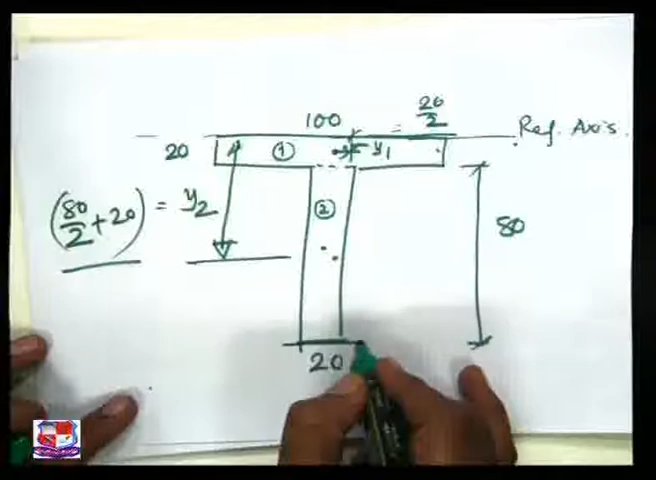 100
= 20/2
Ref. Axis.
20
①
y1
(80/2 + 20) = y2
②
80
20